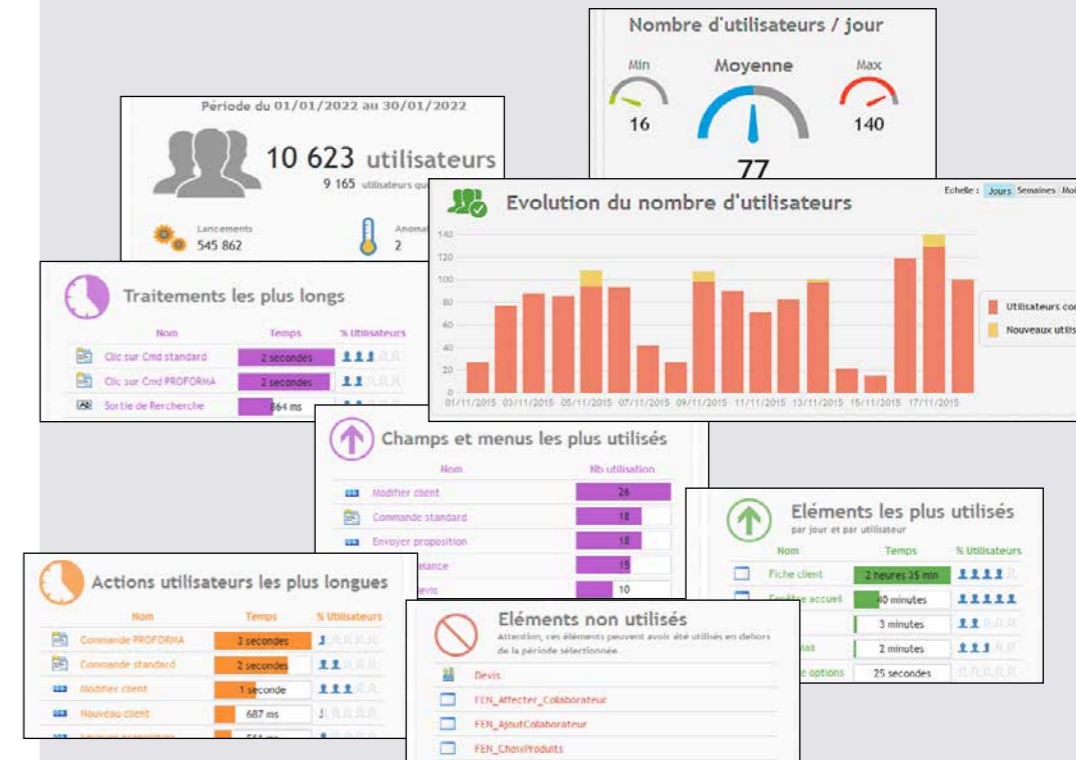 Nombre d'utilisateurs / jour
Min
Moyenne
Max
16
77
140
Période du 01/01/2022 au 30/01/2022
10 623 utilisateurs
9 165 utilisateurs
Lancements
545 862
2
Evolution du nombre d'utilisateurs
Echelle : Jours Semaines
140
120
100
80
60
40
20
0
01/11/2015 03/11/2015 05/11/2015 07/11/2015 09/11/2015 11/11/2015 13/11/2015 15/11/2015 17/11/2015
Utilisateurs
Nouveaux
Traitements les plus longs
Nom Temps % Utilisateurs
Clic sur Cmd standard 2 secondes
Clic sur Cmd PROFORMA 2 secondes
Sortie de Rercherche 864 ms
Champs et menus les plus utilisés
Nom Nb utilisation
Modifier client 26
Commande standard 18
Envoyer proposition 18
15
10
Eléments les plus utilisés
par jour et par utilisateur
Nom Temps % Utilisateurs
Fiche client 2 heures 35 min
Fenêtre accueil 40 minutes
3 minutes
2 minutes
options 25 secondes
Actions utilisateurs les plus longues
Nom Temps % Utilisateurs
Commande PROFORMA 3 secondes
Commande standard 2 secondes
Modifier client 1 seconde
Nouveau client 687 ms
Eléments non utilisés
Attention, ces éléments peuvent avoir été utilisés en dehors
de la période sélectionnée.
Devis
FEN_Affecter_Collaborateur
FEN_AjoutCollaborateur
FEN_ChoixProduits